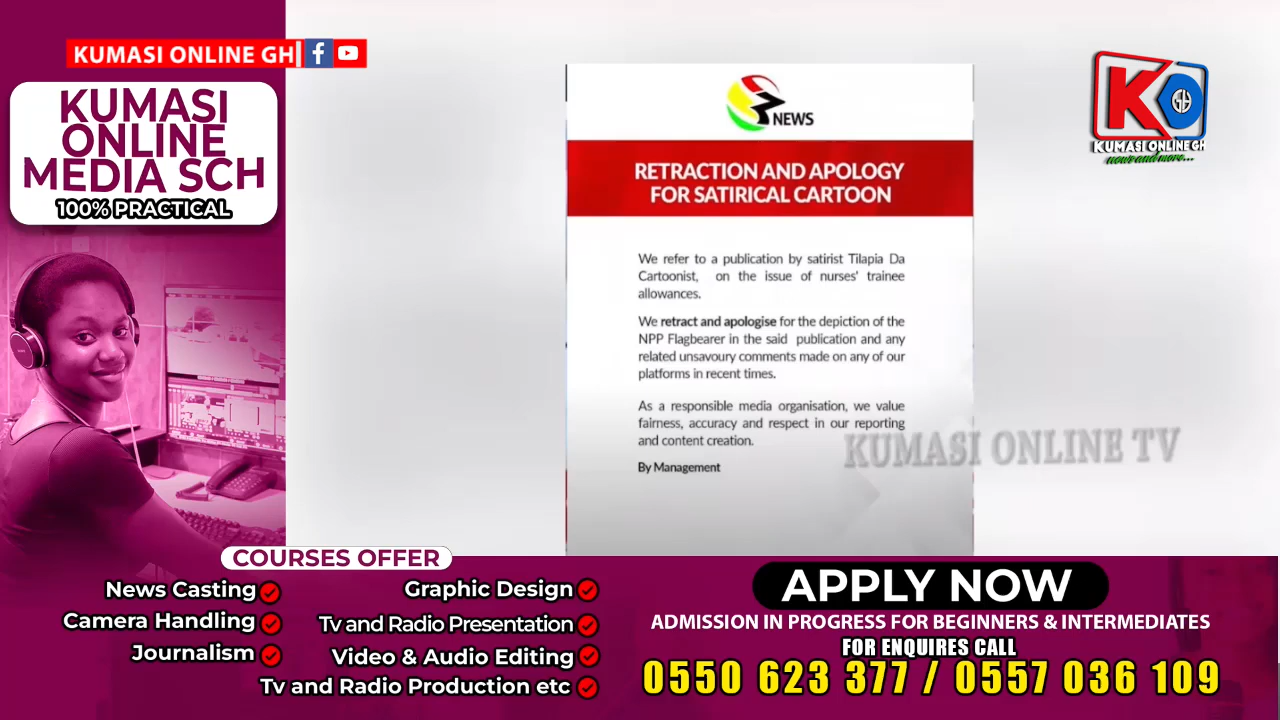 KUMASI ONLINE GH
KUMASI
ONLINE
MEDIA SCH
100% PRACTICAL
3 NEWS
RETRACTION AND APOLOGY
FOR SATIRICAL CARTOON
We refer to a publication by satirist Tilapia Da
Cartoonist, on the issue of nurses' trainee
allowances.
We retract and apologise for the depiction of the
NPP Flagbearer in the said publication and any
related unsavoury comments made on any of our
platforms in recent times.
As a responsible media organisation, we value
fairness, accuracy and respect in our reporting
and content creation.
By Management
KO
GH
KUMASI ONLINE GH
news and more...
KUMASI ONLINE TV
COURSES OFFER
News Casting
Camera Handling
Journalism
Graphic Design
Tv and Radio Presentation
Video & Audio Editing
Tv and Radio Production etc
APPLY NOW
ADMISSION IN PROGRESS FOR BEGINNERS & INTERMEDIATES
FOR ENQUIRES CALL
0550 623 377 / 0557 036 109